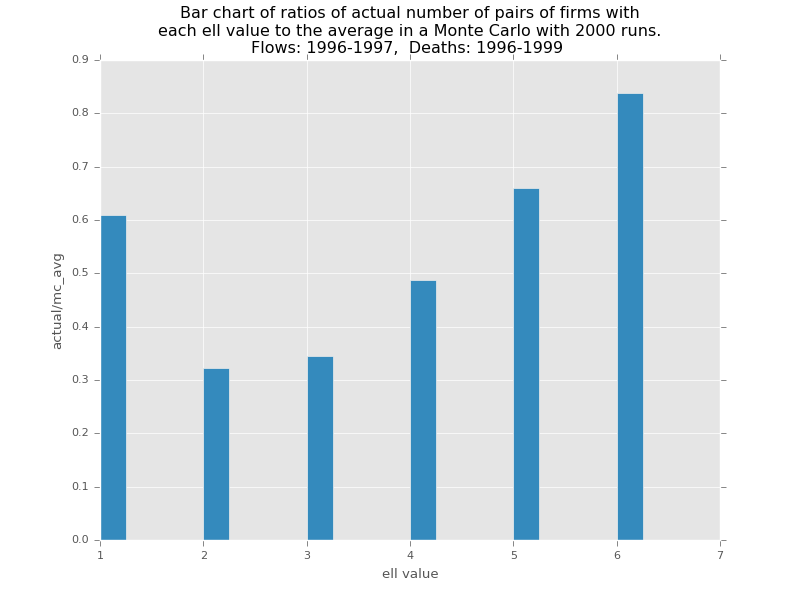 Bar chart of ratios of actual number of pairs of firms with
each ell value to the average in a Monte Carlo with 2000 runs.
Flows: 1996-1997,  Deaths: 1996-1999
0.9
0.8
0.7
0.6
0.5
0.4
0.3
0.2
0.1
0.0
actual/mc_avg
1 2 3 4 5 6 7
ell value